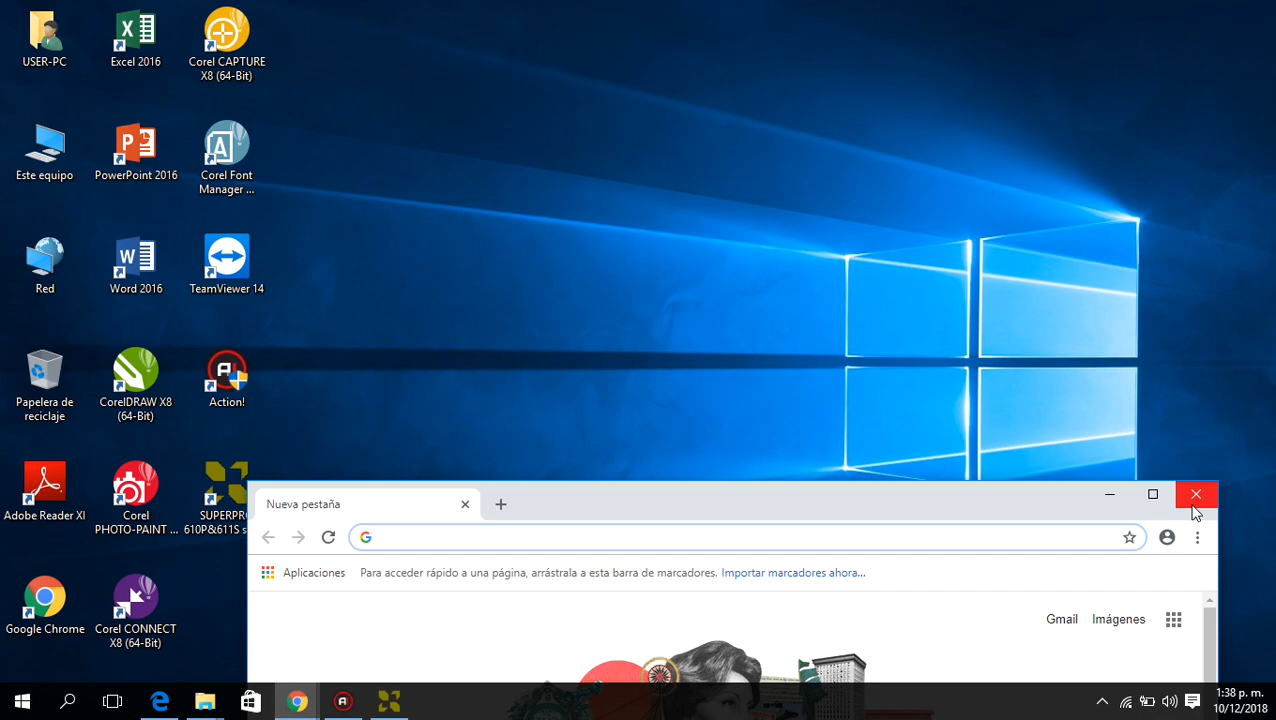 USER-PC
Excel 2016
Corel CAPTURE
X8 (64-Bit)
Este equipo
PowerPoint 2016
Corel Font
Manager ...
Red
Word 2016
TeamViewer 14
Papelera de
reciclaje
CorelDRAW X8
(64-Bit)
Action!
Adobe Reader XI
Corel
PHOTO-PAINT ...
SUPERPR
610P&611S s
Google Chrome
Corel CONNECT
X8 (64-Bit)
Nueva pestaña
Aplicaciones
Para acceder rápido a una página, arrástrala a esta barra de marcadores. Importar marcadores ahora...
Gmail
Imágenes
1:38 p. m.
10/12/2018